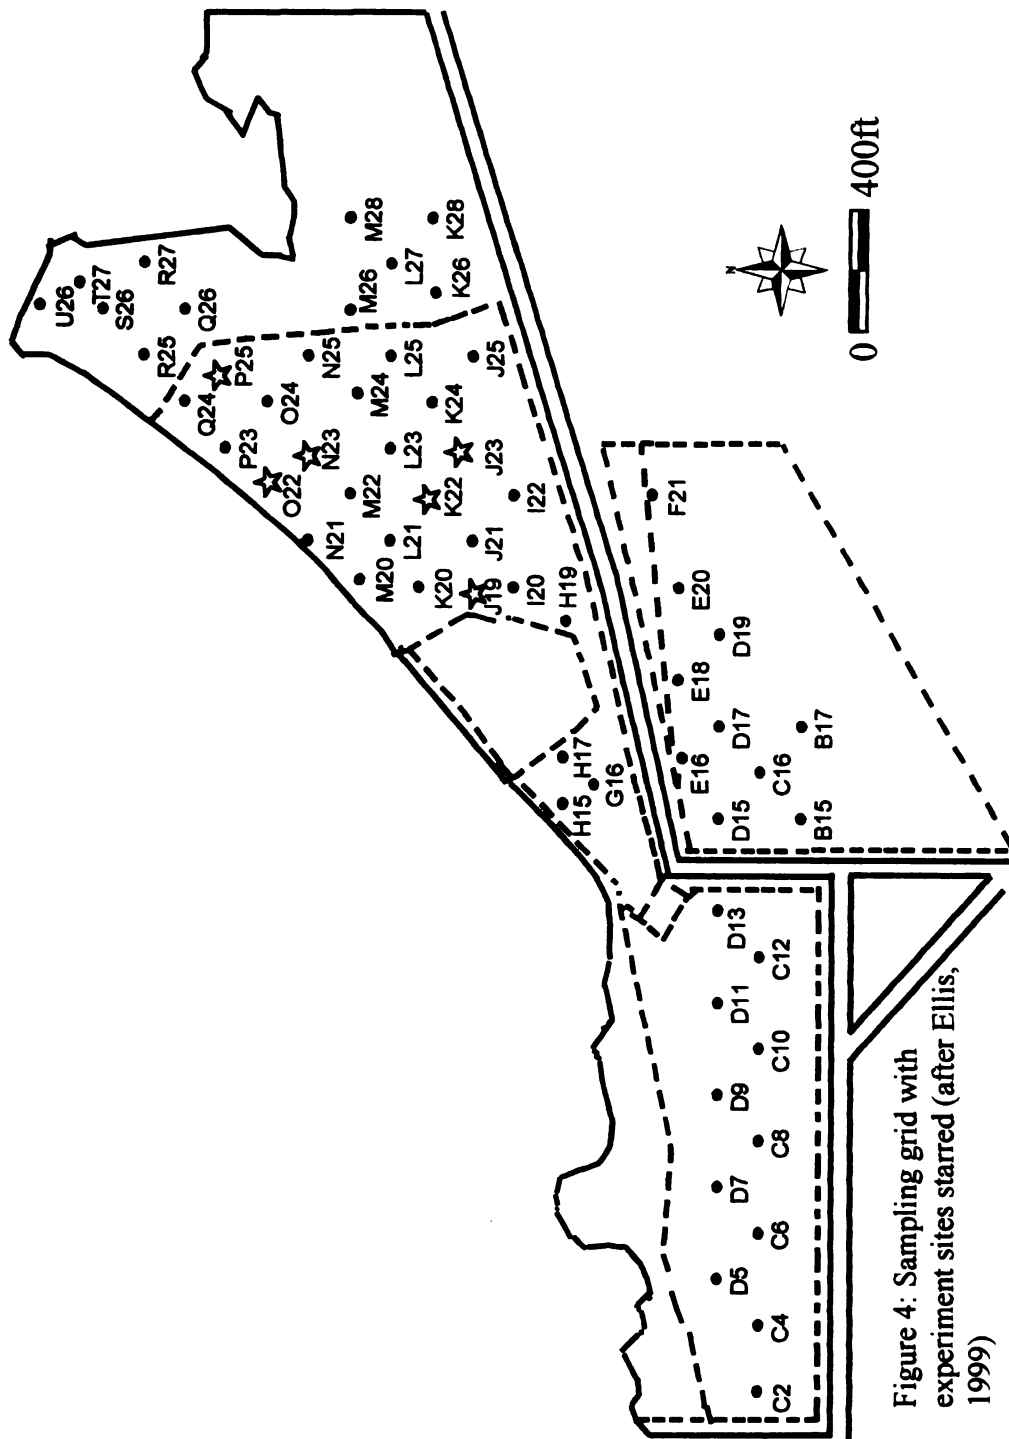 U26
T27
S26
R27
R25
Q26
Q24
P25
P23
O24
O22
N25
N23
N21
M28
M26
M24
M22
M20
L27
L25
L23
L21
K28
K26
K24
K22
K20
J25
J23
J21
J19
I22
I20
H19
H17
H15
G16
F21
E20
E18
E16
D19
D17
D15
D13
D11
D9
D7
D5
C16
C12
C10
C8
C6
C4
C2
B17
B15
N
0 400ft
Figure 4: Sampling grid with
experiment sites starred (after Ellis,
1999)